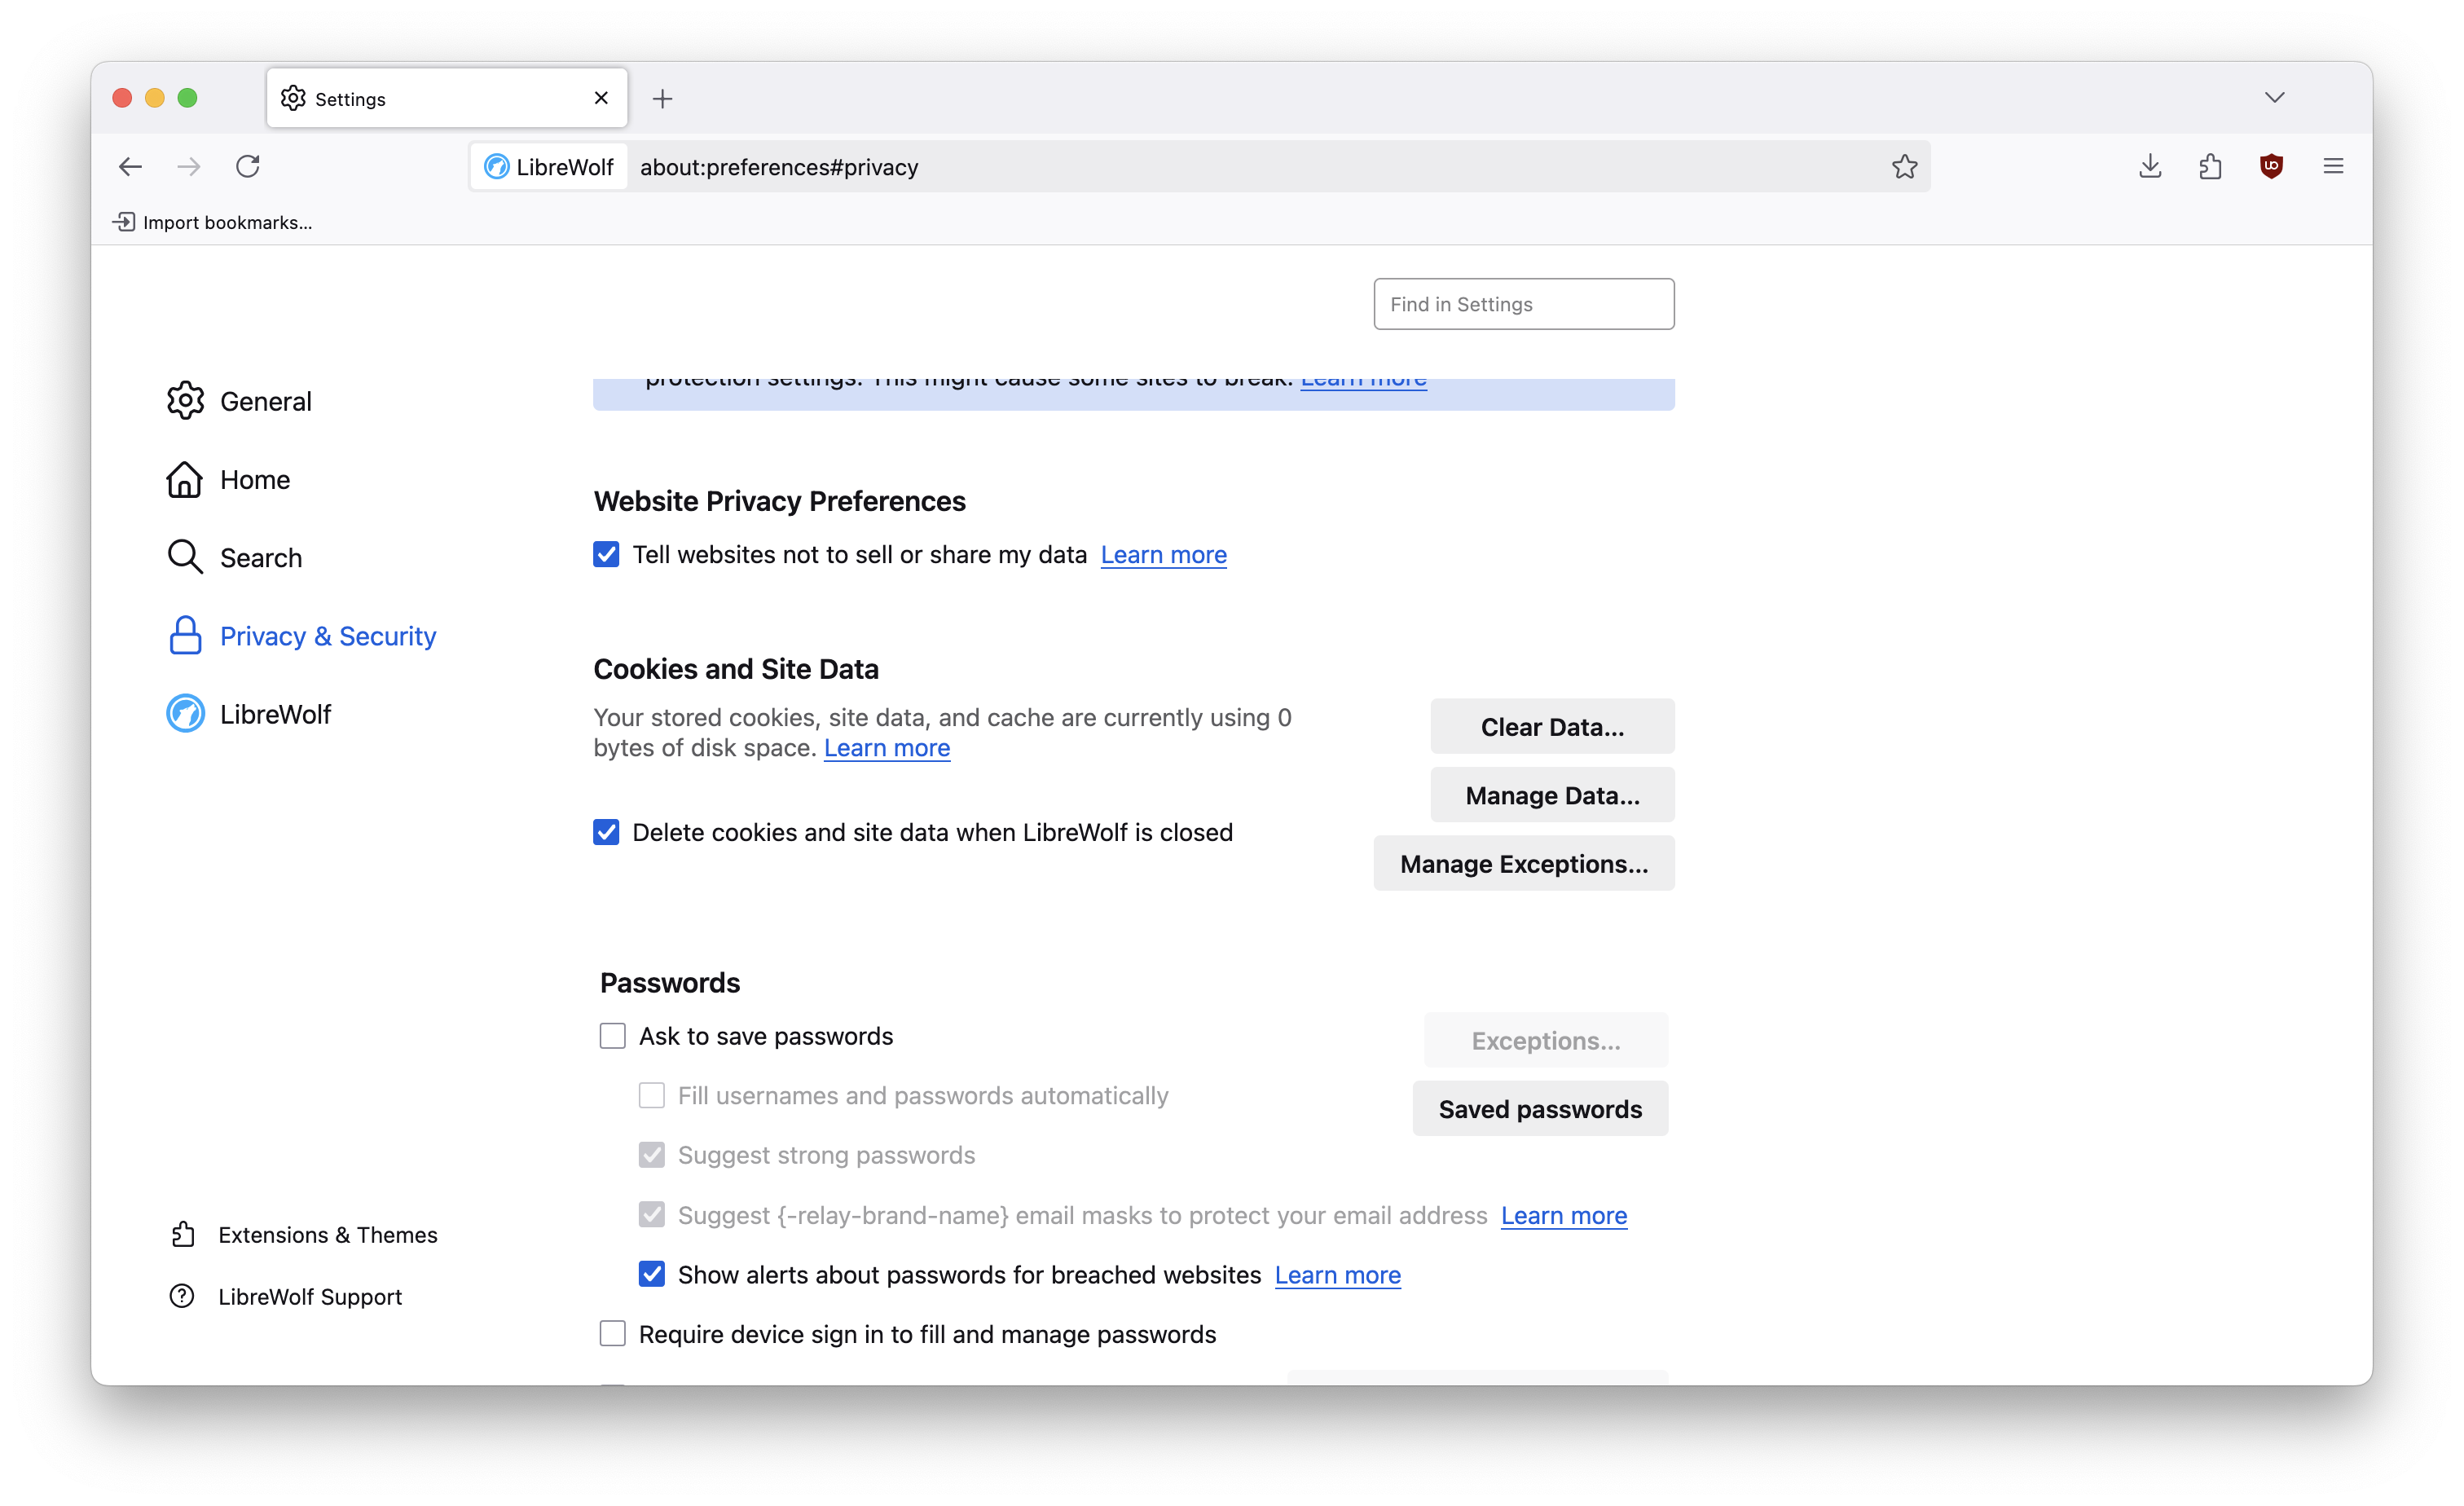 Settings
LibreWolf about:preferences#privacy
Import bookmarks...
Find in Settings
protection settings. This might cause some sites to break. Learn more
General
Home
Search
Privacy & Security
LibreWolf
Website Privacy Preferences
Tell websites not to sell or share my data Learn more
Cookies and Site Data
Your stored cookies, site data, and cache are currently using 0
bytes of disk space. Learn more
Clear Data...
Manage Data...
Delete cookies and site data when LibreWolf is closed
Manage Exceptions...
Passwords
Ask to save passwords
Exceptions...
Fill usernames and passwords automatically
Saved passwords
Suggest strong passwords
Suggest {-relay-brand-name} email masks to protect your email address Learn more
Show alerts about passwords for breached websites Learn more
Require device sign in to fill and manage passwords
Extensions & Themes
LibreWolf Support